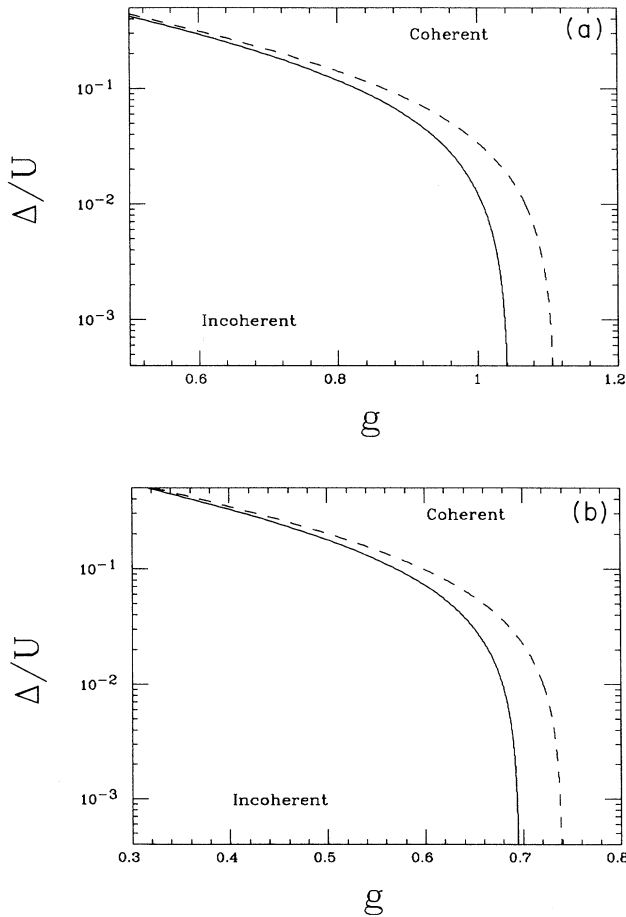 Coherent (a)
10⁻¹
Δ/U
10⁻²
Incoherent
10⁻³
0.6 0.8 1 1.2
g
Coherent (b)
10⁻¹
Δ/U
10⁻²
Incoherent
10⁻³
0.3 0.4 0.5 0.6 0.7 0.8
g